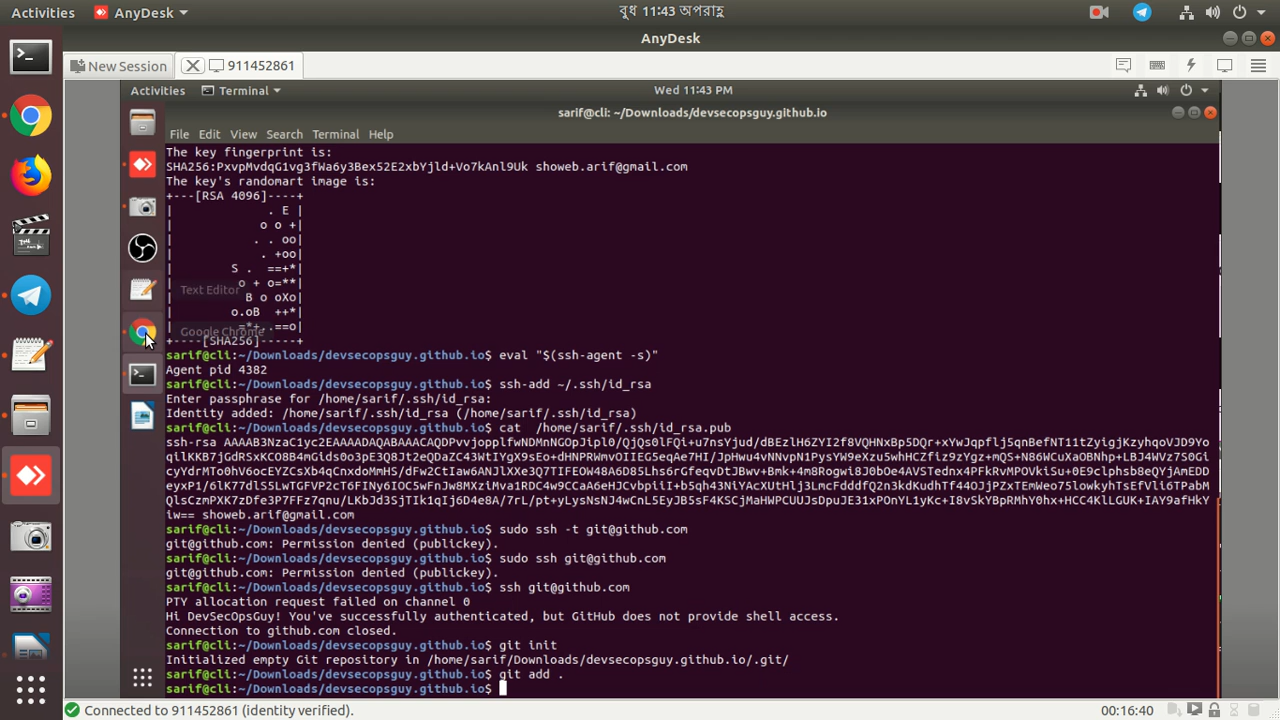 Activities AnyDesk বুধ 11:43 অপরাহ্ণ
AnyDesk
New Session 911452861
Activities Terminal Wed 11:43 PM
sarif@cli: ~/Downloads/devsecopsguy.github.io
File Edit View Search Terminal Help
The key fingerprint is:
SHA256:PxvpMvdqG1vg3fWa6y3Bex52E2xbYjld+Vo7kAnl9Uk showeb.arif@gmail.com
The key's randomart image is:
+---[RSA 4096]----+
| . E |
| o o +|
| . . oo|
| . +oo|
| S . ==+*|
| o + o=**|
Text Editor
| B o oXo|
| o.oB ++*|
| =*+. .==o|
Google Chrome
+----[SHA256]-----+
sarif@cli:~/Downloads/devsecopsguy.github.io$ eval "$(ssh-agent -s)"
Agent pid 4382
sarif@cli:~/Downloads/devsecopsguy.github.io$ ssh-add ~/.ssh/id_rsa
Enter passphrase for /home/sarif/.ssh/id_rsa:
Identity added: /home/sarif/.ssh/id_rsa (/home/sarif/.ssh/id_rsa)
sarif@cli:~/Downloads/devsecopsguy.github.io$ cat /home/sarif/.ssh/id_rsa.pub
ssh-rsa
iw== showeb.arif@gmail.com
sarif@cli:~/Downloads/devsecopsguy.github.io$ sudo ssh -t git@github.com
git@github.com: Permission denied (publickey).
sarif@cli:~/Downloads/devsecopsguy.github.io$ sudo ssh git@github.com
git@github.com: Permission denied (publickey).
sarif@cli:~/Downloads/devsecopsguy.github.io$ ssh git@github.com
PTY allocation request failed on channel 0
Hi DevSecOpsGuy! You've successfully authenticated, but GitHub does not provide shell access.
Connection to github.com closed.
sarif@cli:~/Downloads/devsecopsguy.github.io$ git init
Initialized empty Git repository in /home/sarif/Downloads/devsecopsguy.github.io/.git/
sarif@cli:~/Downloads/devsecopsguy.github.io$ git add .
sarif@cli:~/Downloads/devsecopsguy.github.io$
Connected to 911452861 (identity verified). 00:16:40